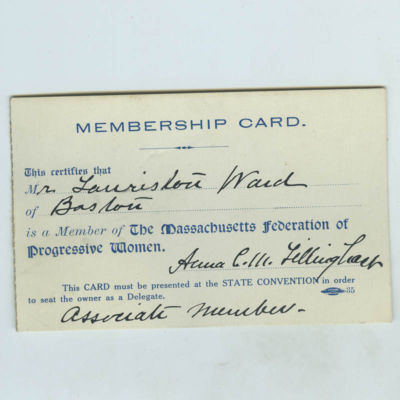 MEMBERSHIP CARD.
This certifies that
Mr. Lauriston Ward
of Boston
is a Member of The Massachusetts Federation of
Progressive Women.
Anna C. M. Tillinghast
This CARD must be presented at the STATE CONVENTION in order
to seat the owner as a Delegate. 35
Associate Member.